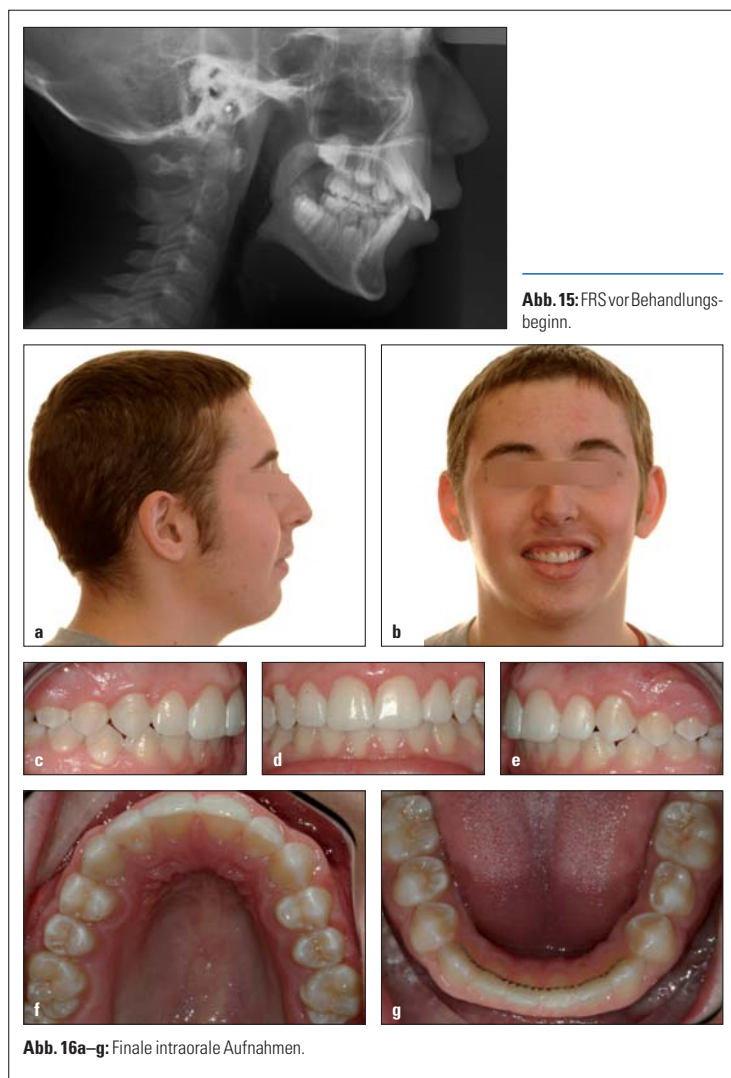 Abb. 15: FRS vor Behandlungs-
beginn.
a
b
c
d
e
f
g
Abb. 16a–g: Finale intraorale Aufnahmen.